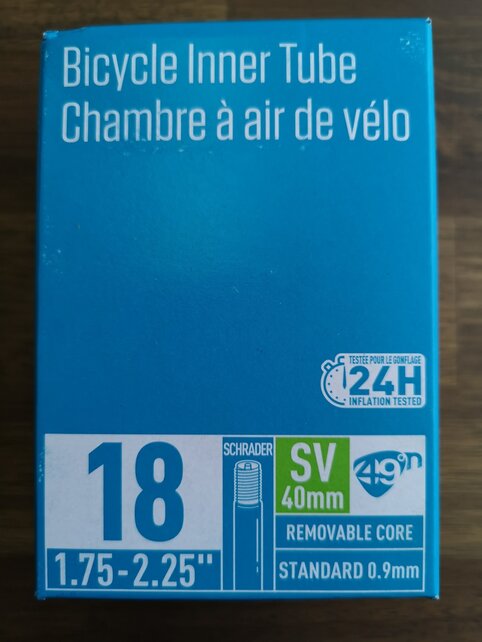 Bicycle Inner Tube
Chambre à air de vélo
TESTÉE POUR LE GONFLAGE
24H
INFLATION TESTED
18
1.75-2.25"
SCHRADER
SV
40mm
49°N
REMOVABLE CORE
STANDARD 0.9mm